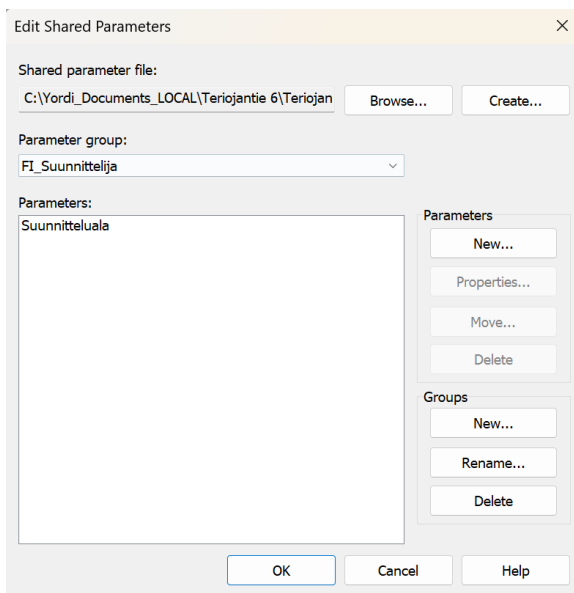 Edit Shared Parameters
Shared parameter file:
C:\Yordi_Documents_LOCAL\Teriojantie 6\Teriojan
Browse...
Create...
Parameter group:
FI_Suunnittelija
Parameters:
Suunnitteluala
Parameters
New...
Properties...
Move...
Delete
Groups
New...
Rename...
Delete
OK
Cancel
Help